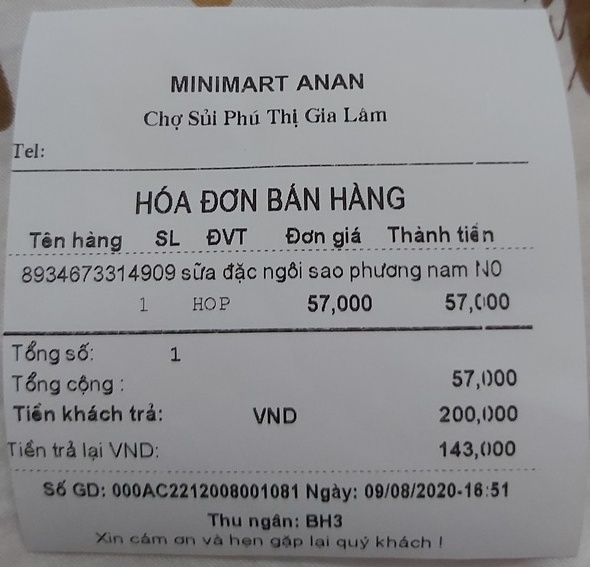 MINIMART ANAN
Chợ Sủi Phú Thị Gia Lâm
Tel:
HÓA ĐƠN BÁN HÀNG
Tên hàng SL ĐVT Đơn giá Thành tiền
8934673314909 sữa đặc ngôi sao phương nam N0
1 HOP 57,000 57,000
Tổng số: 1
Tổng cộng : 57,000
Tiền khách trả: VND 200,000
Tiền trả lại VND: 143,000
Số GD: 000AC2212008001081 Ngày: 09/08/2020-16:51
Thu ngân: BH3
Xin cám ơn và hẹn gặp lại quý khách !